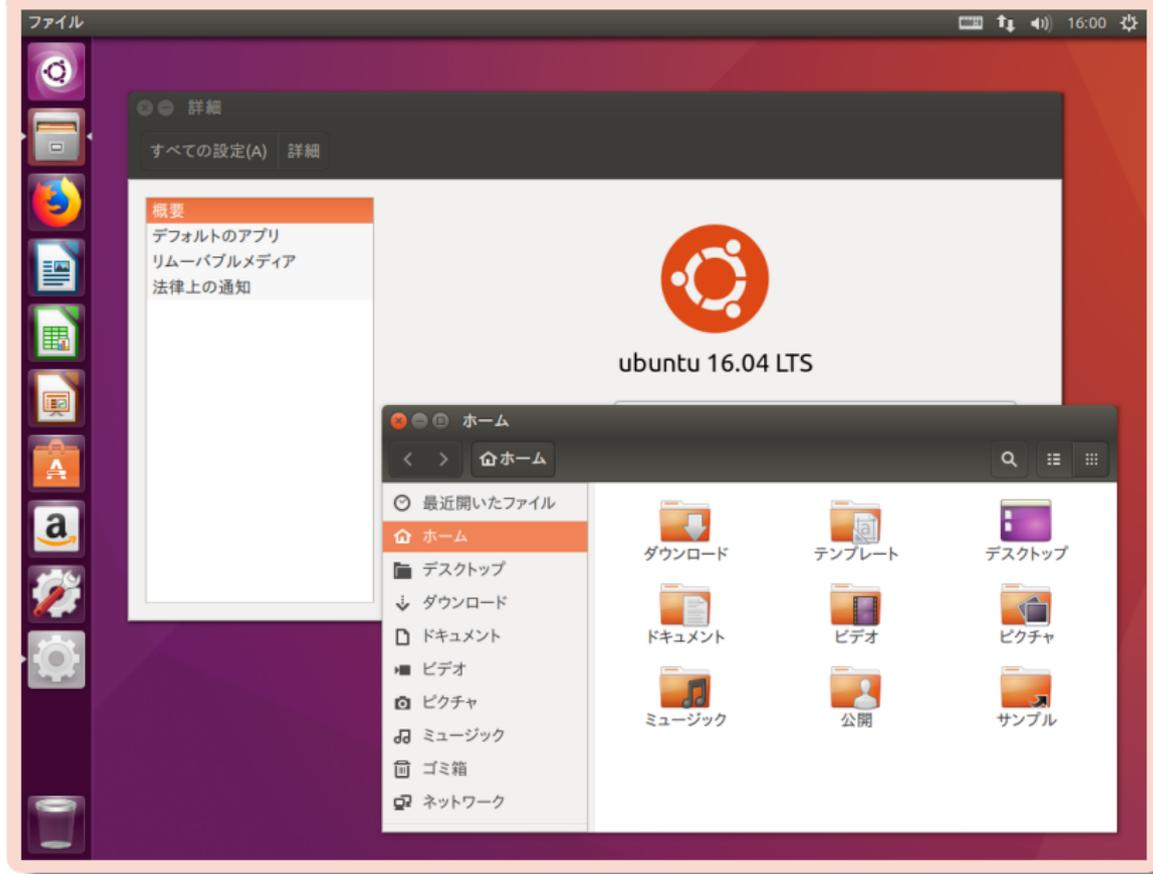 ファイル
16:00
詳細
すべての設定(A) 詳細
概要
デフォルトのアプリ
リムーバブルメディア
法律上の通知
ubuntu 16.04 LTS
ホーム
ホーム
最近開いたファイル
ホーム
デスクトップ
ダウンロード
ドキュメント
ビデオ
ピクチャ
ミュージック
ゴミ箱
ネットワーク
ダウンロード テンプレート デスクトップ
ドキュメント ビデオ ピクチャ
ミュージック 公開 サンプル